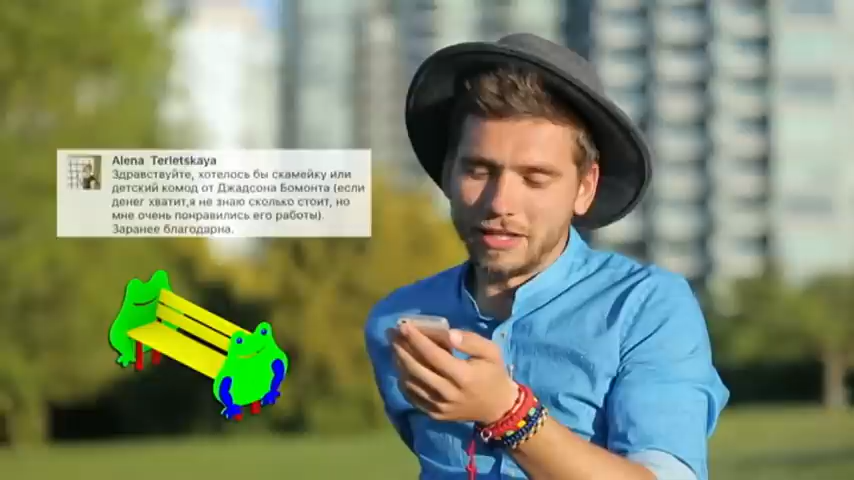 Alena Terletskaya
Здравствуйте, хотелось бы скамейку или
детский комод от Джадсона Бомонта (если
денег хватит,я не знаю сколько стоит, но
мне очень понравились его работы).
Заранее благодарна.